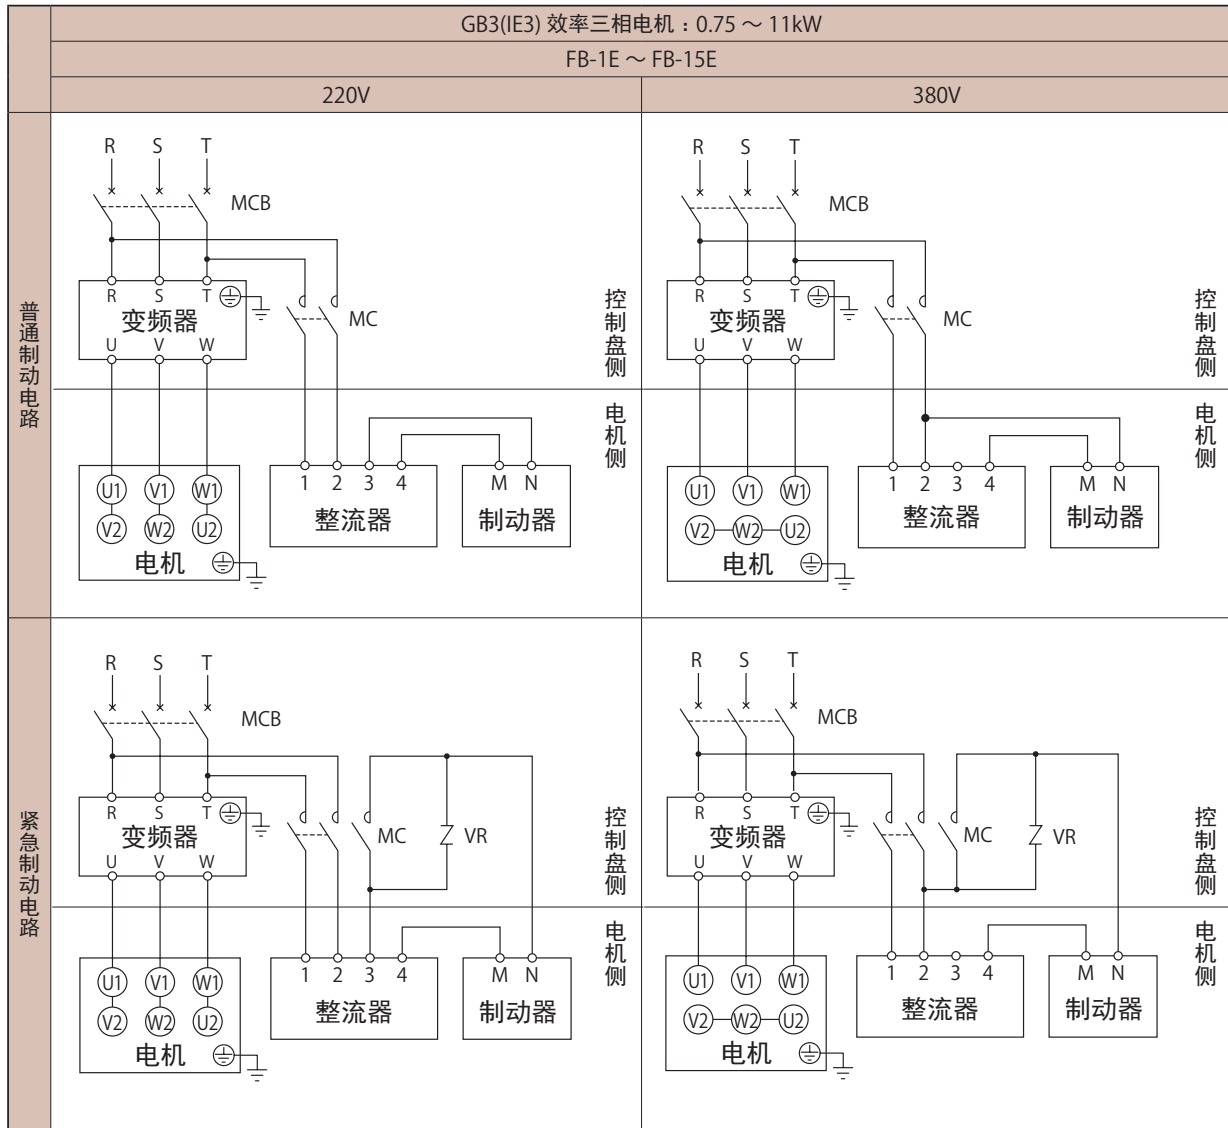 GB3(IE3) 效率三相电机：0.75 ～ 11kW
FB-1E ～ FB-15E
220V
380V
普通制动电路
R S T
MCB
R S T
变频器
U V W
MC
控制盘侧
电机侧
U1 V1 W1
V2 W2 U2
电机
1 2 3 4
整流器
M N
制动器
R S T
MCB
R S T
变频器
U V W
MC
控制盘侧
电机侧
U1 V1 W1
V2 W2 U2
电机
1 2 3 4
整流器
M N
制动器
紧急制动电路
R S T
MCB
R S T
变频器
U V W
MC
VR
控制盘侧
电机侧
U1 V1 W1
V2 W2 U2
电机
1 2 3 4
整流器
M N
制动器
R S T
MCB
R S T
变频器
U V W
MC
VR
控制盘侧
电机侧
U1 V1 W1
V2 W2 U2
电机
1 2 3 4
整流器
M N
制动器